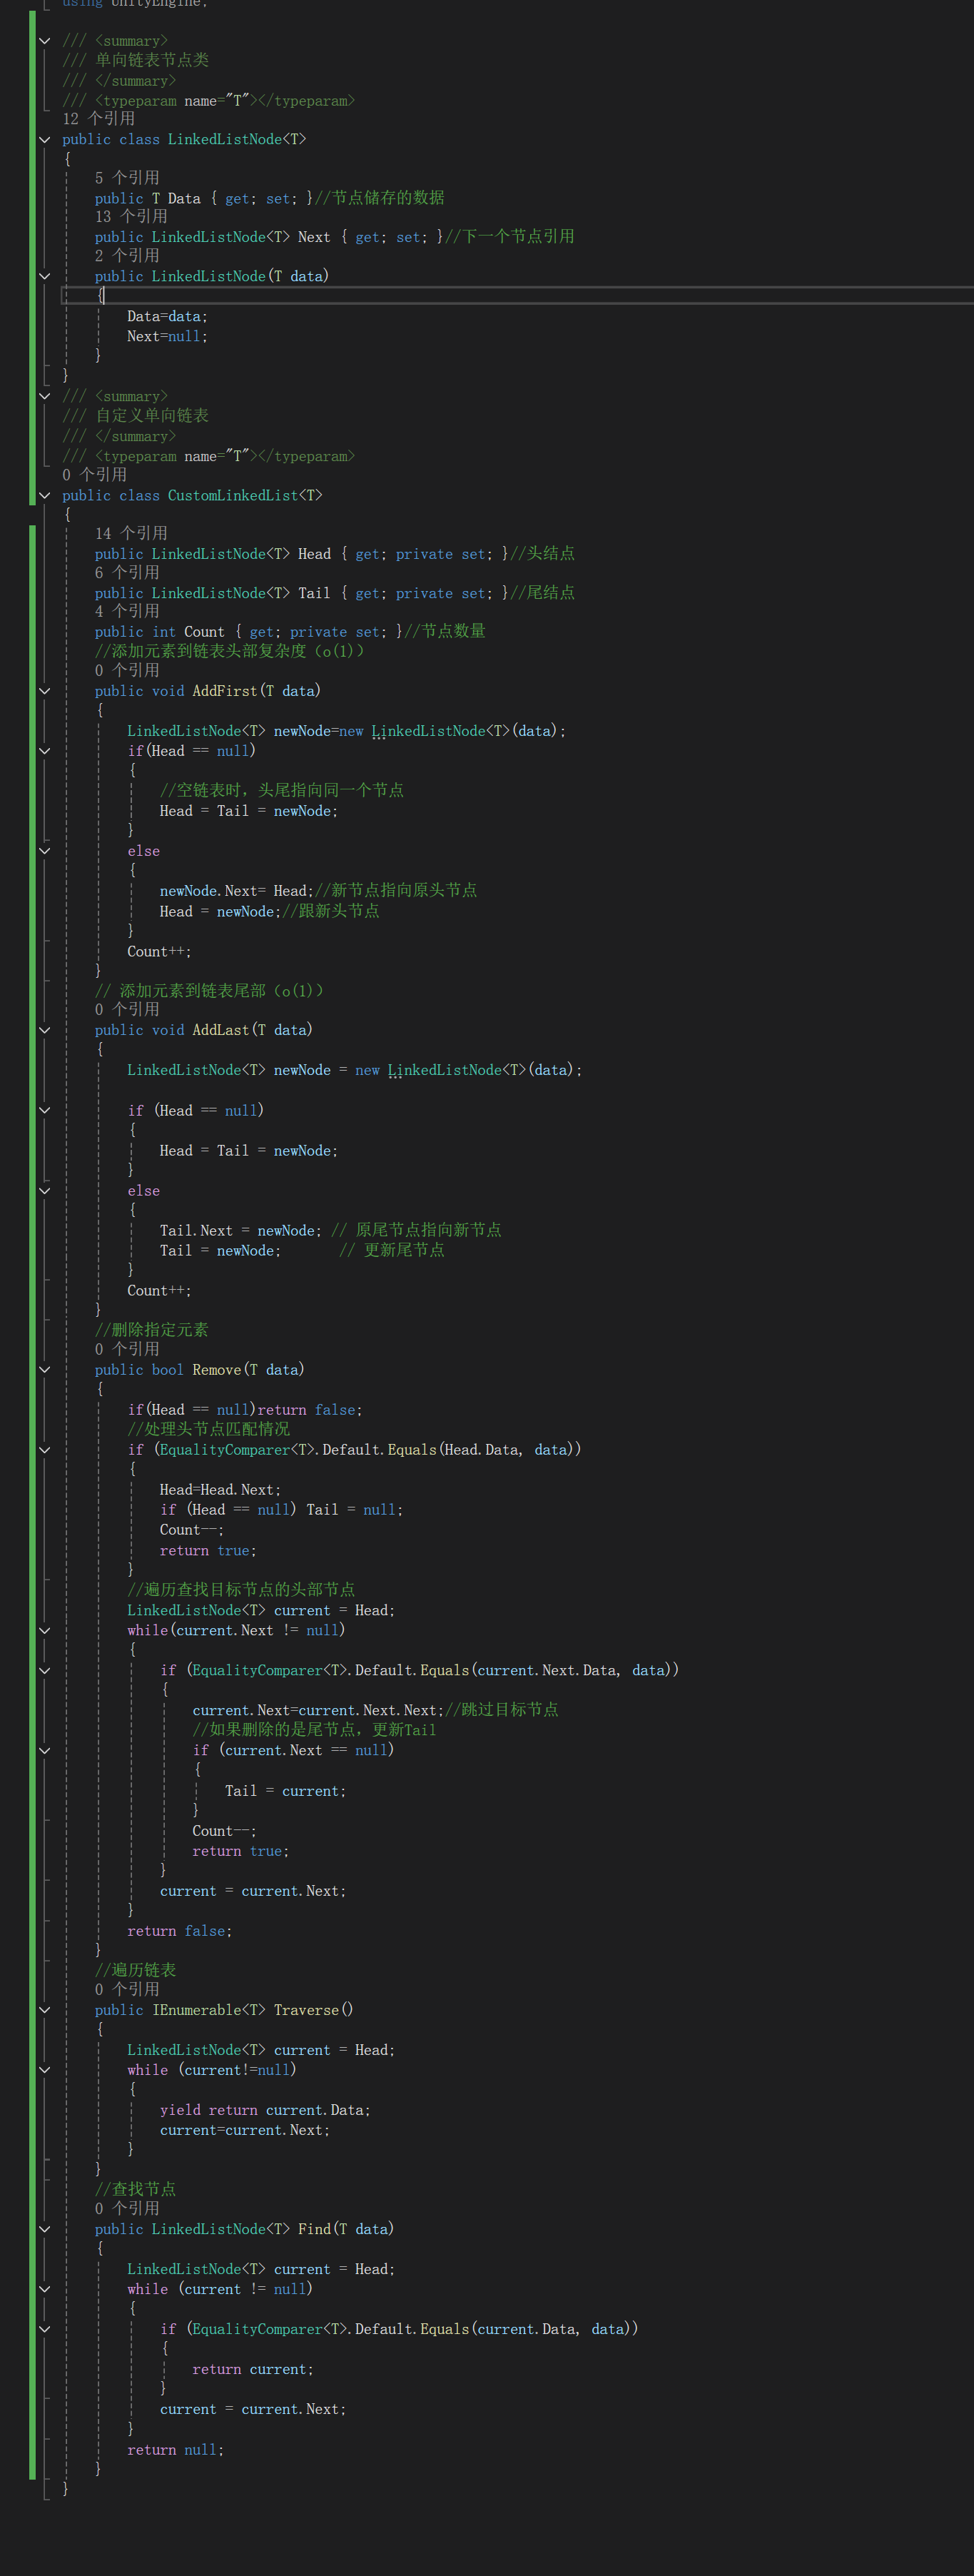 using UnityEngine;
/// <summary>
/// 单向链表节点类
/// </summary>
/// <typeparam name="T"></typeparam>
12 个引用
public class LinkedListNode<T>
{
5 个引用
public T Data { get; set; }//节点储存的数据
13 个引用
public LinkedListNode<T> Next { get; set; }//下一个节点引用
2 个引用
public LinkedListNode(T data)
{
Data=data;
Next=null;
}
}
/// <summary>
/// 自定义单向链表
/// </summary>
/// <typeparam name="T"></typeparam>
0 个引用
public class CustomLinkedList<T>
{
14 个引用
public LinkedListNode<T> Head { get; private set; }//头结点
6 个引用
public LinkedListNode<T> Tail { get; private set; }//尾结点
4 个引用
public int Count { get; private set; }//节点数量
//添加元素到链表头部复杂度（o(1)）
0 个引用
public void AddFirst(T data)
{
LinkedListNode<T> newNode=new LinkedListNode<T>(data);
if(Head == null)
{
//空链表时，头尾指向同一个节点
Head = Tail = newNode;
}
else
{
newNode.Next= Head;//新节点指向原头节点
Head = newNode;//跟新头节点
}
Count++;
}
// 添加元素到链表尾部（o(1)）
0 个引用
public void AddLast(T data)
{
LinkedListNode<T> newNode = new LinkedListNode<T>(data);
if (Head == null)
{
Head = Tail = newNode;
}
else
{
Tail.Next = newNode; // 原尾节点指向新节点
Tail = newNode;       // 更新尾节点
}
Count++;
}
//删除指定元素
0 个引用
public bool Remove(T data)
{
if(Head == null)return false;
//处理头节点匹配情况
if (EqualityComparer<T>.Default.Equals(Head.Data, data))
{
Head=Head.Next;
if (Head == null) Tail = null;
Count--;
return true;
}
//遍历查找目标节点的头部节点
LinkedListNode<T> current = Head;
while(current.Next != null)
{
if (EqualityComparer<T>.Default.Equals(current.Next.Data, data))
{
current.Next=current.Next.Next;//跳过目标节点
//如果删除的是尾节点，更新Tail
if (current.Next == null)
{
Tail = current;
}
Count--;
return true;
}
current = current.Next;
}
return false;
}
//遍历链表
0 个引用
public IEnumerable<T> Traverse()
{
LinkedListNode<T> current = Head;
while (current!=null)
{
yield return current.Data;
current=current.Next;
}
}
//查找节点
0 个引用
public LinkedListNode<T> Find(T data)
{
LinkedListNode<T> current = Head;
while (current != null)
{
if (EqualityComparer<T>.Default.Equals(current.Data, data))
{
return current;
}
current = current.Next;
}
return null;
}
}